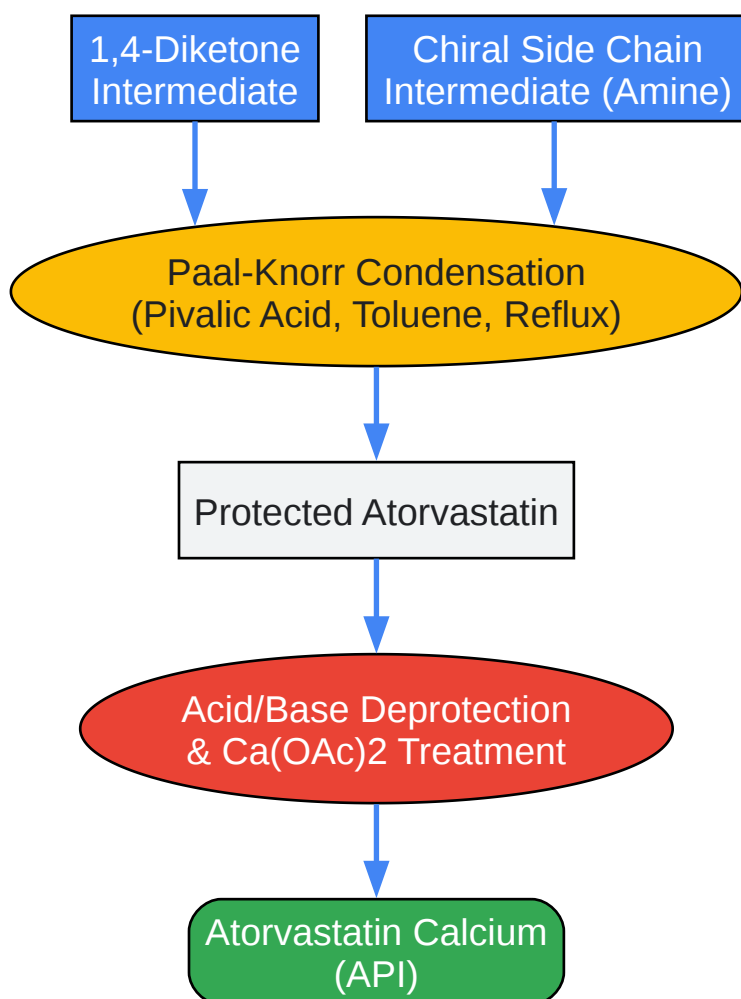 1,4-Diketone
Intermediate
Chiral Side Chain
Intermediate (Amine)
Paal-Knorr Condensation
(Pivalic Acid, Toluene, Reflux)
Protected Atorvastatin
Acid/Base Deprotection
& Ca(OAc)2 Treatment
Atorvastatin Calcium
(API)